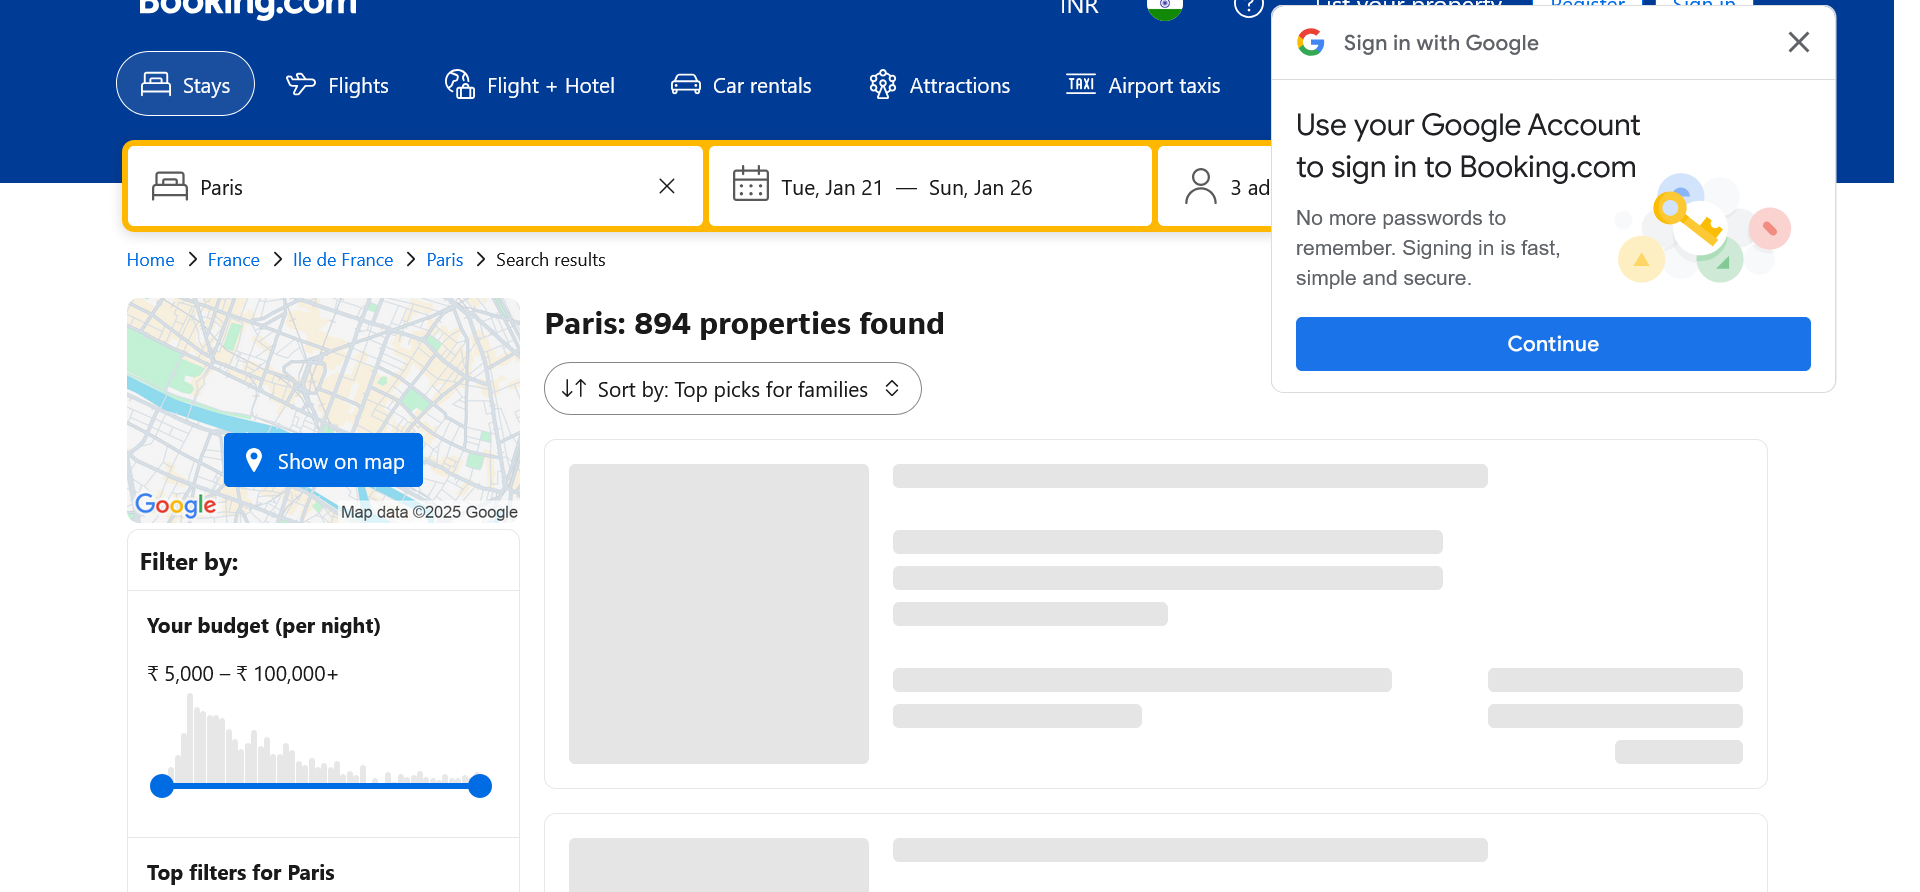 Booking.com
INR
List your property
Register
Sign in
Stays
Flights
Flight + Hotel
Car rentals
Attractions
TAXI
Airport taxis
Paris
Tue, Jan 21 — Sun, Jan 26
3 ad
Sign in with Google
Use your Google Account
to sign in to Booking.com
No more passwords to
remember. Signing in is fast,
simple and secure.
Continue
Home > France > Ile de France > Paris > Search results
Show on map
Google
Map data ©2025 Google
Paris: 894 properties found
Sort by: Top picks for families
Filter by:
Your budget (per night)
₹ 5,000 – ₹ 100,000+
Top filters for Paris